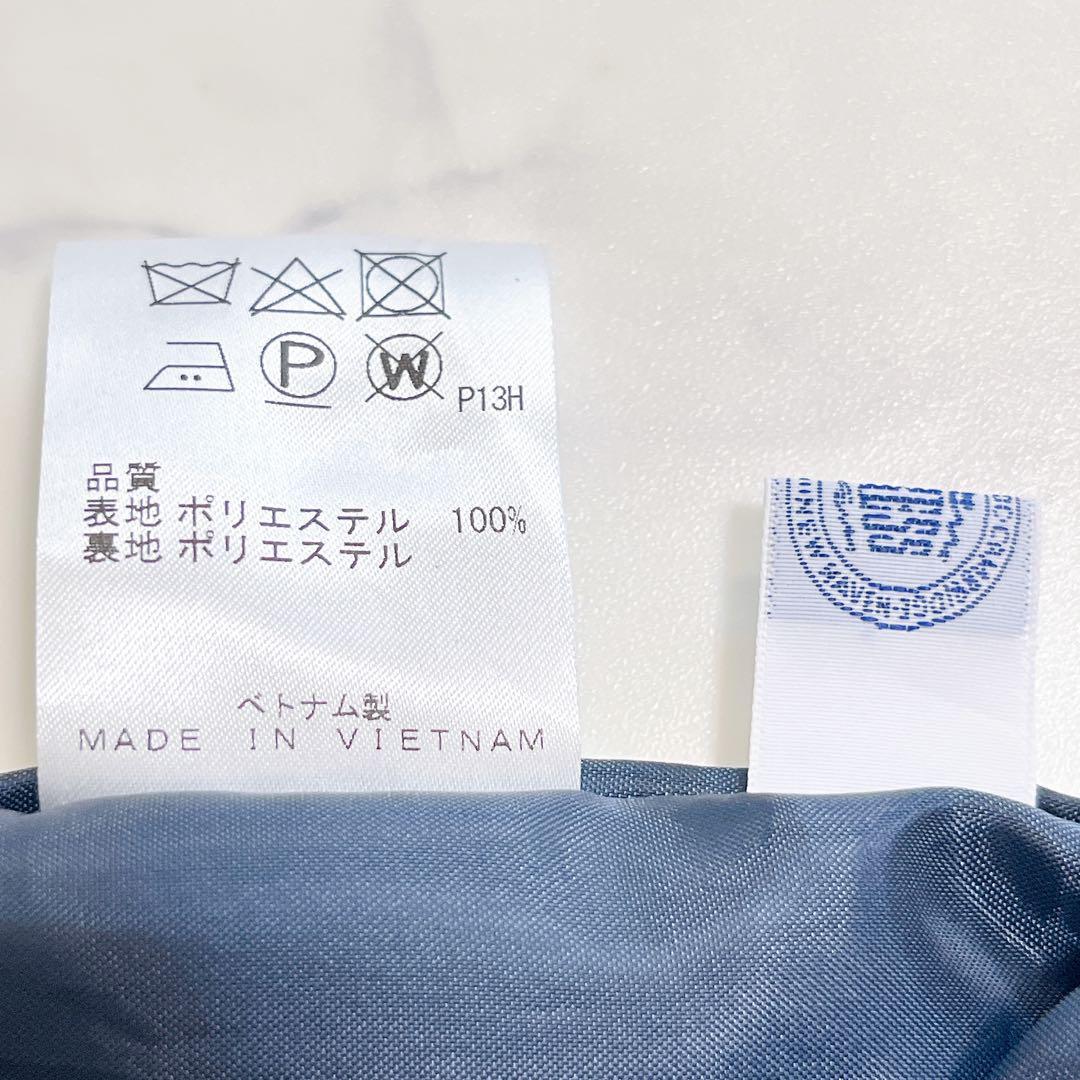 P
W
P13H
品質
表地 ポリエステル 100%
裏地 ポリエステル
ベトナム製
MADE IN VIETNAM